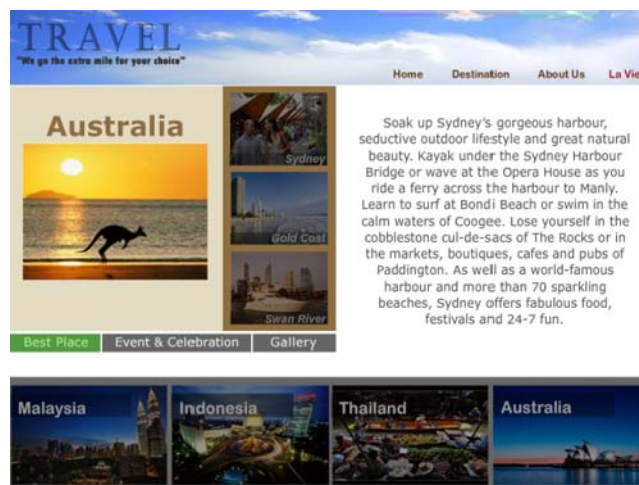 TRAVEL
"We go the extra mile for your choice"
Home Destination About Us La Vie
Australia
Sydney
Gold Cost
Swan River
Best Place Event & Celebration Gallery
Soak up Sydney's gorgeous harbour,
seductive outdoor lifestyle and great natural
beauty. Kayak under the Sydney Harbour
Bridge or wave at the Opera House as you
ride a ferry across the harbour to Manly.
Learn to surf at Bondi Beach or swim in the
calm waters of Coogee. Lose yourself in the
cobblestone cul-de-sacs of The Rocks or in
the markets, boutiques, cafes and pubs of
Paddington. As well as a world-famous
harbour and more than 70 sparkling
beaches, Sydney offers fabulous food,
festivals and 24-7 fun.
Malaysia Indonesia Thailand Australia